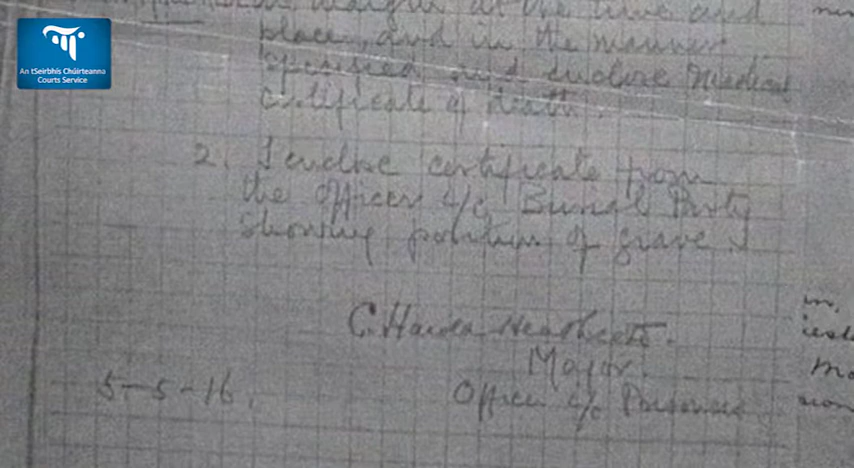 An tSeirbhís Chúirteanna
Courts Service
at the time and
place, and in the manner
specified and enclose medical
certificate of death.
2. I enclose certificate from
the Officer i/c Burial Party
showing position of grave.
C. Harold Heathcote.
Major.
5-5-16.
Officer i/c
in.